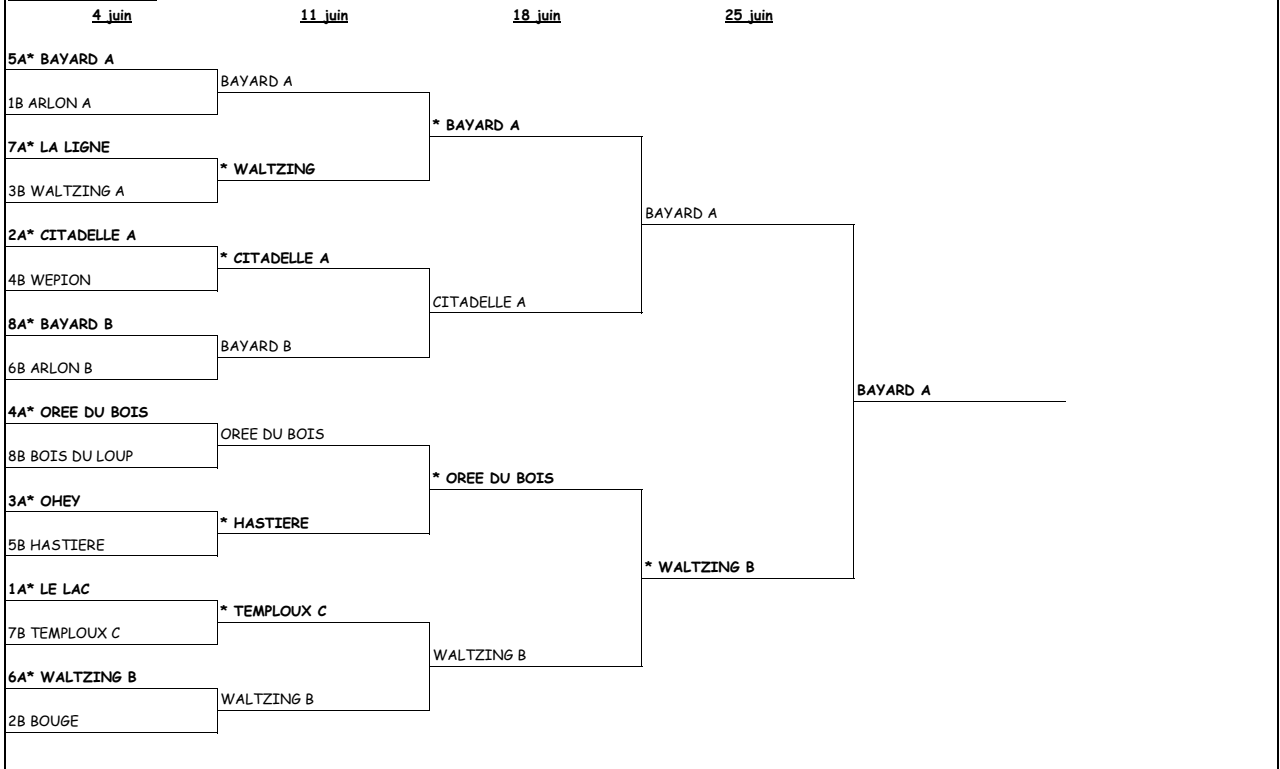 4 juin 11 juin 18 juin 25 juin
5A* BAYARD A
BAYARD A
1B ARLON A
* BAYARD A
7A* LA LIGNE
* WALTZING
3B WALTZING A
BAYARD A
2A* CITADELLE A
* CITADELLE A
4B WEPION
CITADELLE A
8A* BAYARD B
BAYARD B
6B ARLON B
BAYARD A
4A* OREE DU BOIS
OREE DU BOIS
8B BOIS DU LOUP
* OREE DU BOIS
3A* OHEY
* HASTIERE
5B HASTIERE
* WALTZING B
1A* LE LAC
* TEMPLOUX C
7B TEMPLOUX C
WALTZING B
6A* WALTZING B
WALTZING B
2B BOUGE